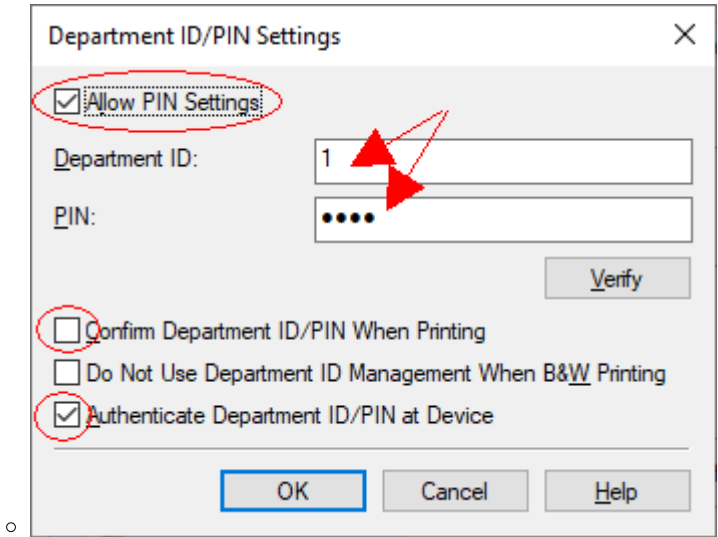 Department ID/PIN Settings
Allow PIN Settings
Department ID: 1
PIN: ••••
Verify
Confirm Department ID/PIN When Printing
Do Not Use Department ID Management When B&W Printing
Authenticate Department ID/PIN at Device
OK Cancel Help